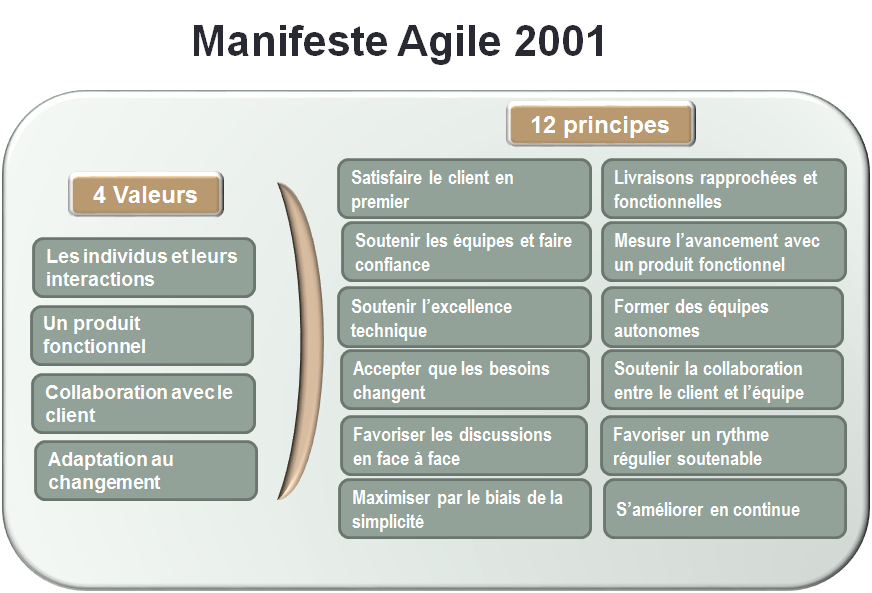 Manifeste Agile 2001
4 Valeurs
Les individus et leurs
interactions
Un produit
fonctionnel
Collaboration avec le
client
Adaptation au
changement
12 principes
Satisfaire le client en
premier
Livraisons rapprochées et
fonctionnelles
Soutenir les équipes et faire
confiance
Mesure l’avancement avec
un produit fonctionnel
Soutenir l’excellence
technique
Former des équipes
autonomes
Accepter que les besoins
changent
Soutenir la collaboration
entre le client et l’équipe
Favoriser les discussions
en face à face
Favoriser un rythme
régulier soutenable
Maximiser par le biais de la
simplicité
S’améliorer en continue